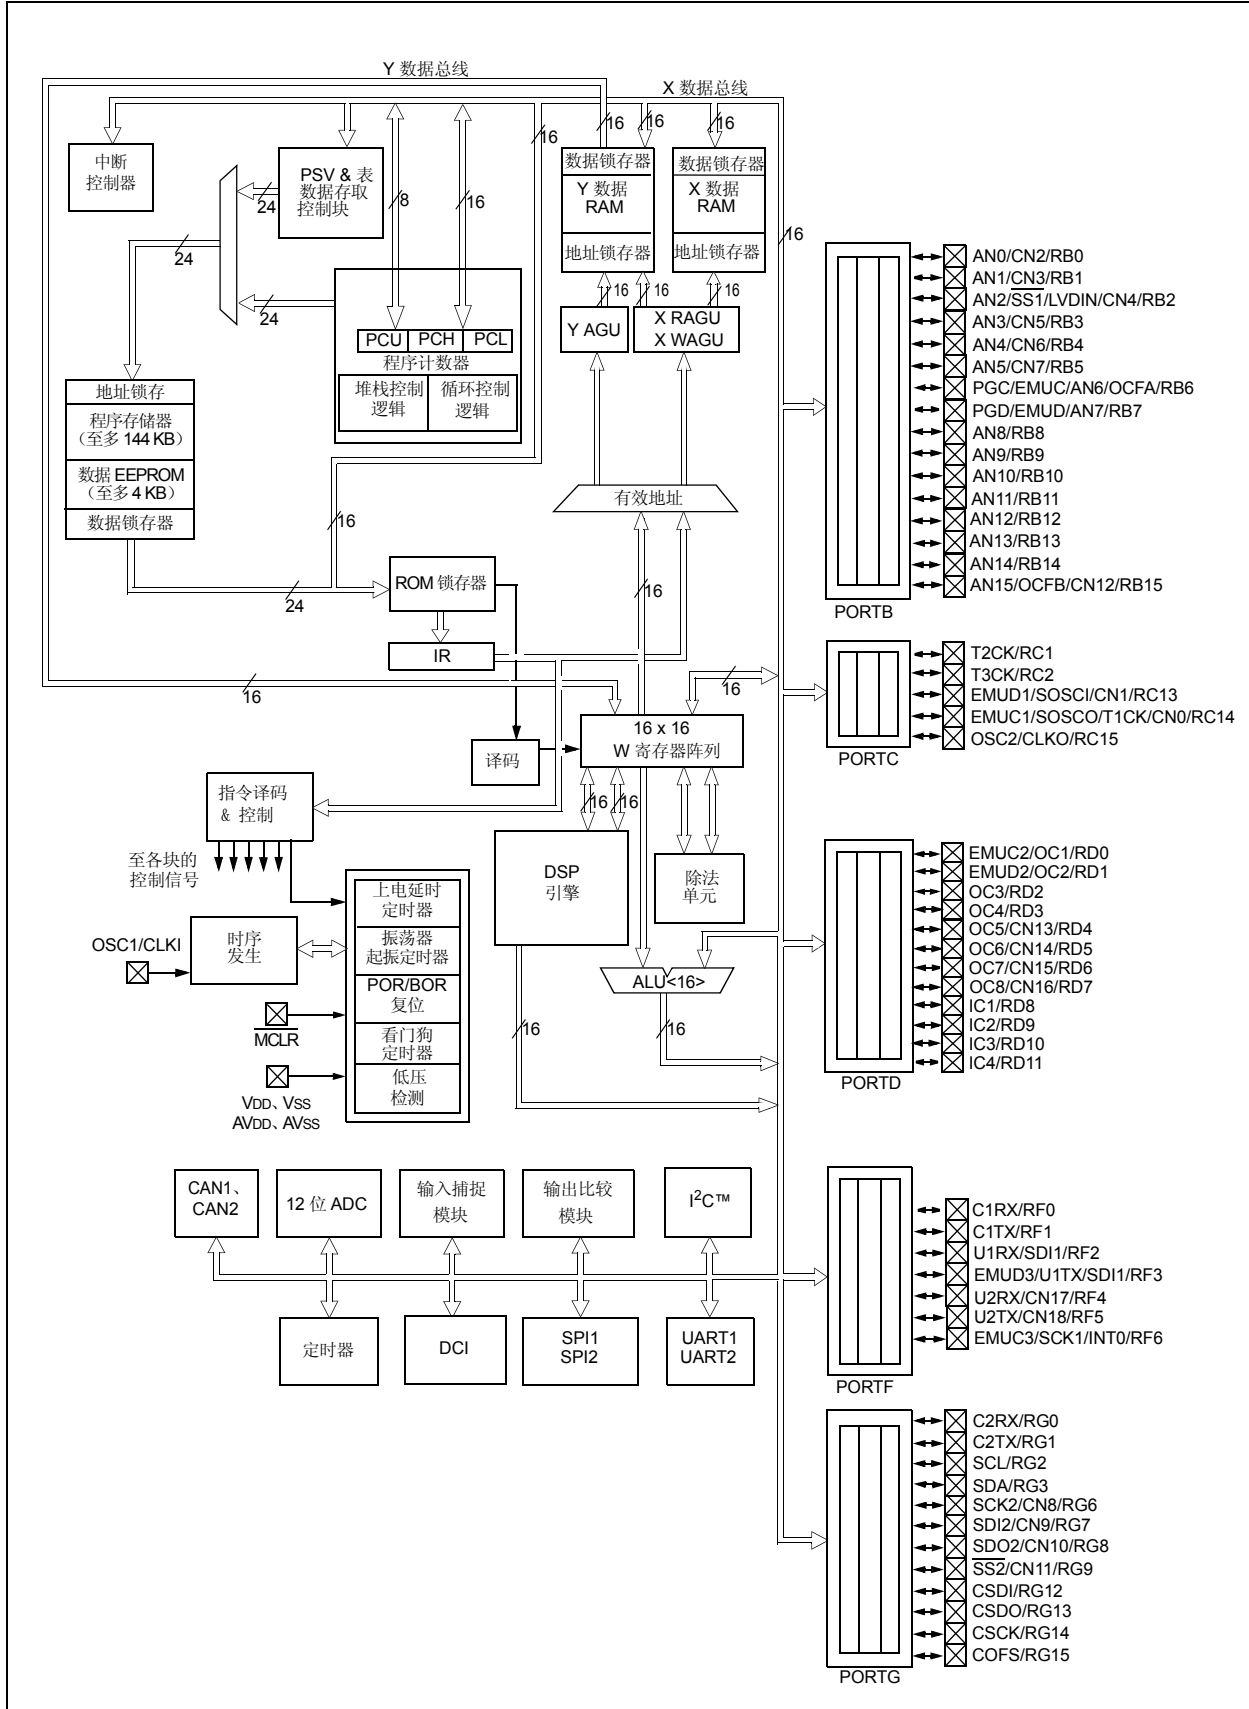 Y 数据总线
X 数据总线
中断
控制器
PSV & 表
数据存取
控制块
24
8
16
16
16
16
16
数据锁存器
Y 数据
RAM
地址锁存器
数据锁存器
X 数据
RAM
地址锁存器
16
24
24
16
16
16
Y AGU
X RAGU
X WAGU
PCU
PCH
PCL
程序计数器
堆栈控制
逻辑
循环控制
逻辑
地址锁存
程序存储器
(至多 144 KB)
数据 EEPROM
(至多 4 KB)
数据锁存器
有效地址
16
24
ROM 锁存器
16
IR
16
16
16 x 16
W 寄存器阵列
译码
指令译码
& 控制
16
16
至各块的
控制信号
DSP
引擎
除法
单元
上电延时
定时器
振荡器
起振定时器
POR/BOR
复位
看门狗
定时器
低压
检测
OSC1/CLKI
时序
发生
MCLR
VDD、VSS
AVDD、AVSS
ALU<16>
16
16
CAN1、
CAN2
12 位 ADC
输入捕捉
模块
输出比较
模块
I²C™
定时器
DCI
SPI1
SPI2
UART1
UART2
AN0/CN2/RB0
AN1/CN3/RB1
AN2/SS1/LVDIN/CN4/RB2
AN3/CN5/RB3
AN4/CN6/RB4
AN5/CN7/RB5
PGC/EMUC/AN6/OCFA/RB6
PGD/EMUD/AN7/RB7
AN8/RB8
AN9/RB9
AN10/RB10
AN11/RB11
AN12/RB12
AN13/RB13
AN14/RB14
AN15/OCFB/CN12/RB15
PORTB
T2CK/RC1
T3CK/RC2
EMUD1/SOSCI/CN1/RC13
EMUC1/SOSCO/T1CK/CN0/RC14
OSC2/CLKO/RC15
PORTC
EMUC2/OC1/RD0
EMUD2/OC2/RD1
OC3/RD2
OC4/RD3
OC5/CN13/RD4
OC6/CN14/RD5
OC7/CN15/RD6
OC8/CN16/RD7
IC1/RD8
IC2/RD9
IC3/RD10
IC4/RD11
PORTD
C1RX/RF0
C1TX/RF1
U1RX/SDI1/RF2
EMUD3/U1TX/SDI1/RF3
U2RX/CN17/RF4
U2TX/CN18/RF5
EMUC3/SCK1/INT0/RF6
PORTF
C2RX/RG0
C2TX/RG1
SCL/RG2
SDA/RG3
SCK2/CN8/RG6
SDI2/CN9/RG7
SDO2/CN10/RG8
SS2/CN11/RG9
CSDI/RG12
CSDO/RG13
CSCK/RG14
COFS/RG15
PORTG